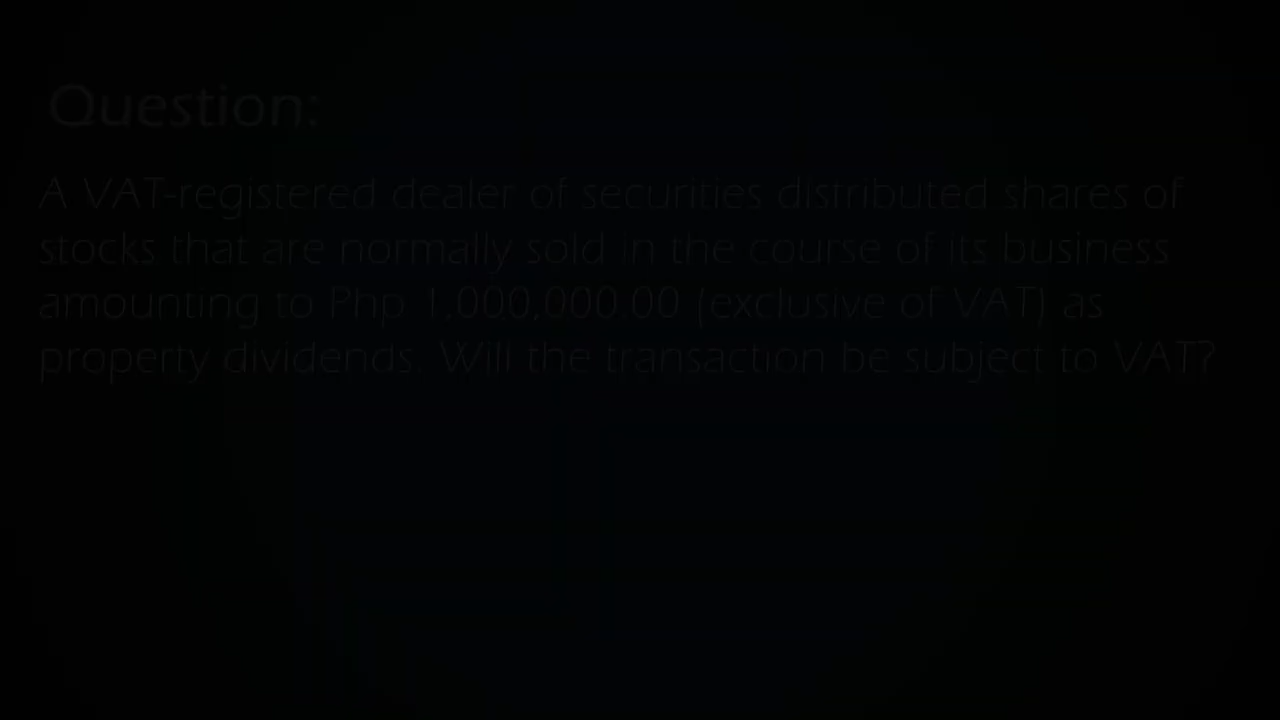 Question:
A VAT-registered dealer of securities distributed shares of
stocks that are normally sold in the course of its business
amounting to Php 1,000,000.00 (exclusive of VAT) as
property dividends. Will the transaction be subject to VAT?